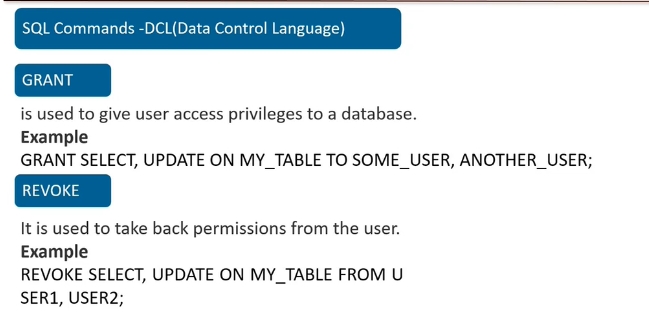 SQL Commands -DCL(Data Control Language)
GRANT
is used to give user access privileges to a database.
Example
GRANT SELECT, UPDATE ON MY_TABLE TO SOME_USER, ANOTHER_USER;
REVOKE
It is used to take back permissions from the user.
Example
REVOKE SELECT, UPDATE ON MY_TABLE FROM U
SER1, USER2;